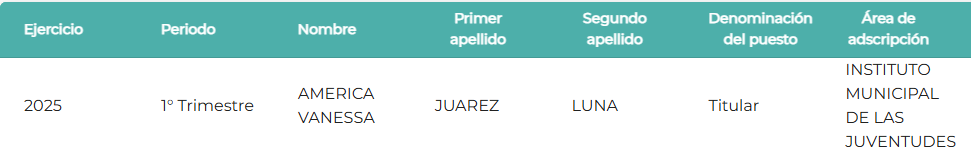 Ejercicio Periodo Nombre Primer apellido Segundo apellido Denominación del puesto Área de adscripción
2025 1° Trimestre AMERICA VANESSA JUAREZ LUNA Titular INSTITUTO MUNICIPAL DE LAS JUVENTUDES